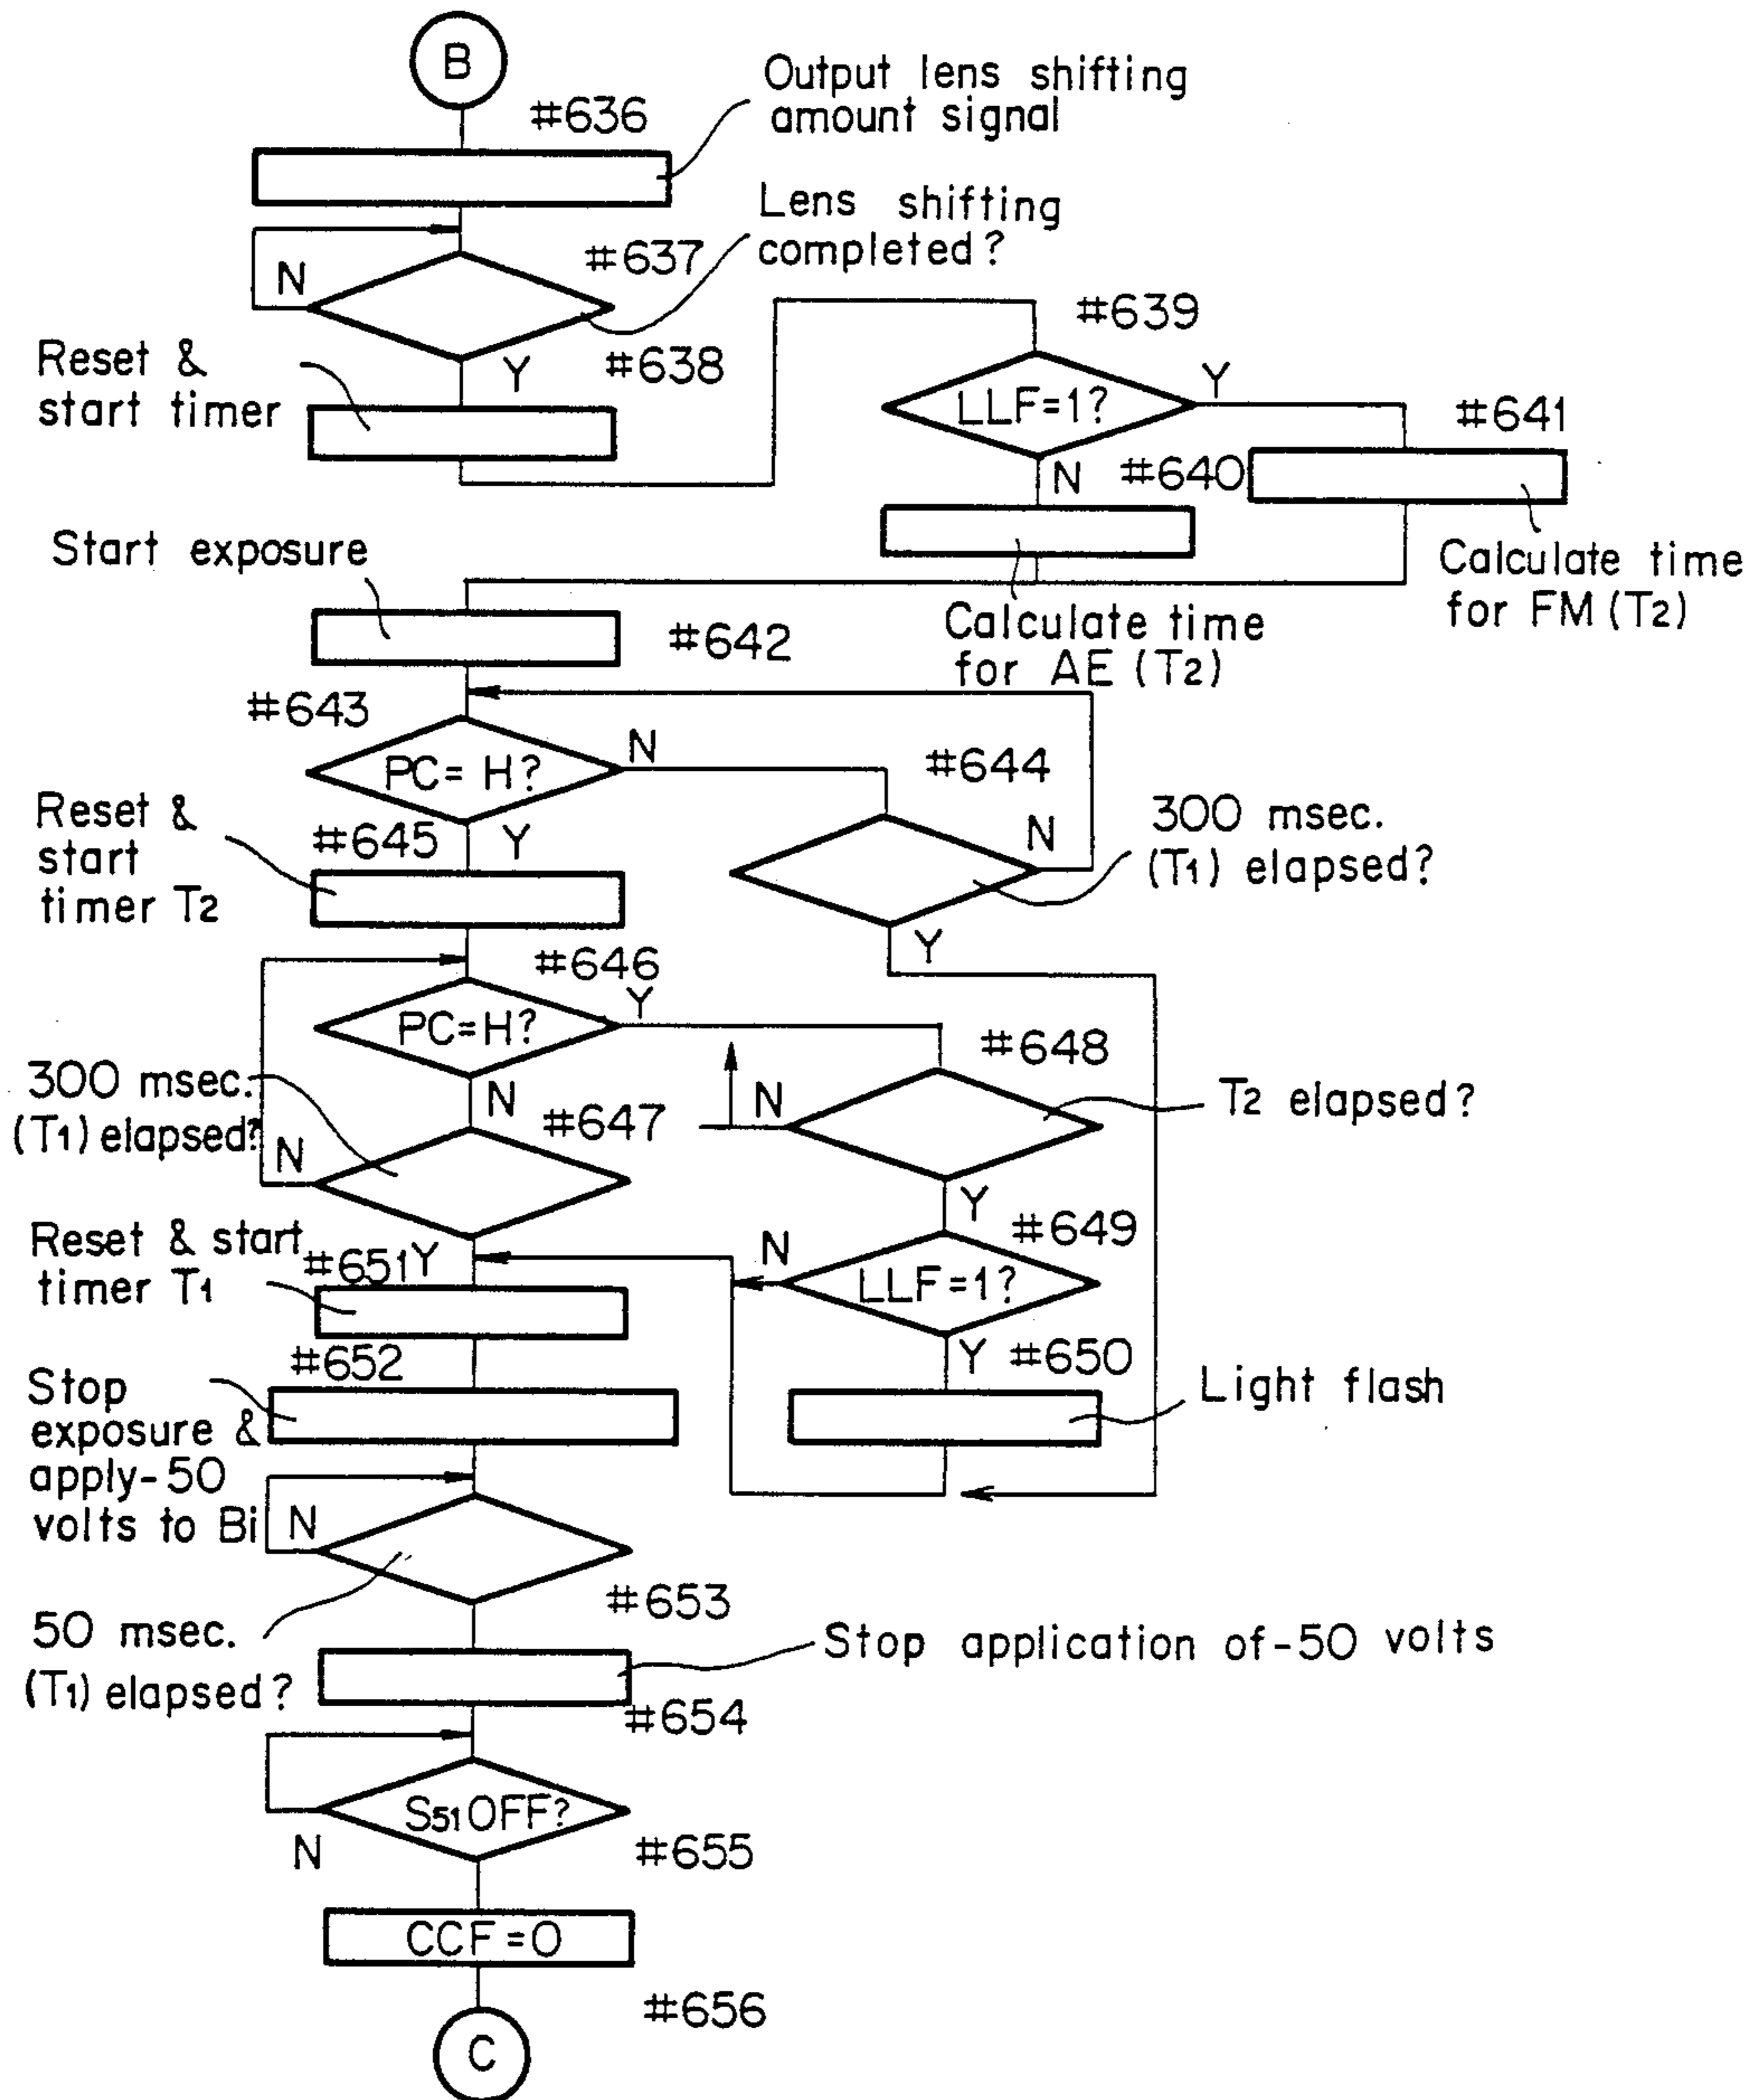 B
Output lens shifting
amount signal
#636
Lens shifting
completed?
#637
N
Y
#638
Reset &
start timer
#639
LLF=1?
Y
N
#640
#641
Calculate time
for FM (T2)
Calculate time
for AE (T2)
Start exposure
#642
#643
PC= H?
N
Y
#644
N
300 msec.
(T1) elapsed?
Y
Reset &
start
timer T2
#645
#646
PC=H?
Y
N
#647
300 msec.
(T1) elapsed?
N
Y
#648
N
T2 elapsed?
Y
#649
N
LLF=1?
Y
#650
Light flash
Reset & start
timer T1
#651
#652
Stop
exposure &
apply-50
volts to Bi
N
#653
50 msec.
(T1) elapsed?
Stop application of-50 volts
#654
S51OFF?
N
#655
CCF=0
#656
C